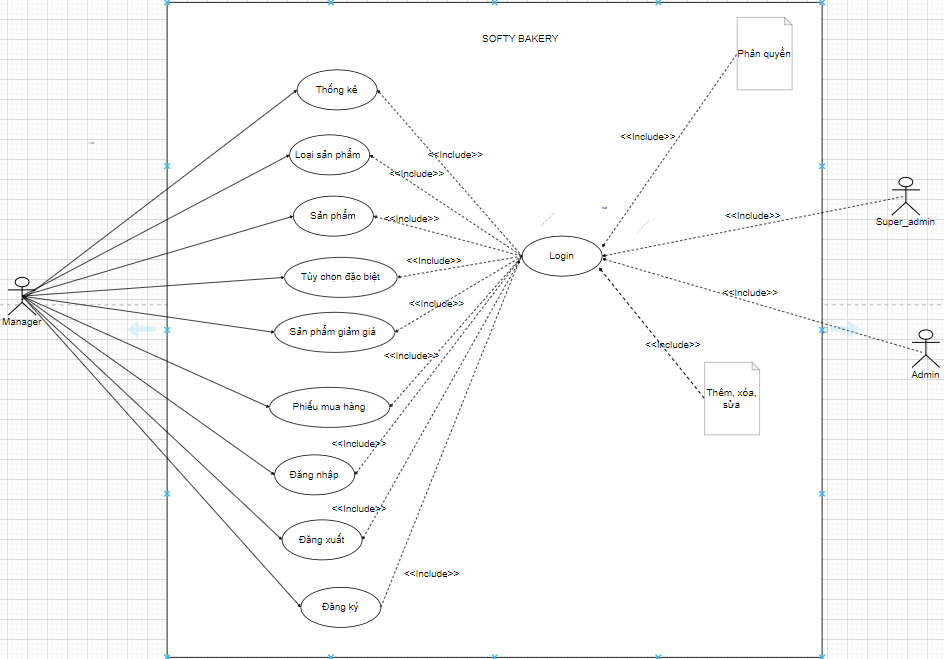 SOFTY BAKERY
Phân quyền
Thống kê
<<Include>>
<<Include>>
Loại sản phẩm
<<Include>>
Sản phẩm
<<Include>>
<<Include>>
Super_admin
Login
<<Include>>
Tùy chọn đặc biệt
<<Include>>
<<Include>>
Manager
Sản phẩm giảm giá
<<Include>>
<<Include>>
Admin
Thêm, xóa,
sửa
Phiếu mua hàng
<<Include>>
Đăng nhập
<<Include>>
Đăng xuất
<<Include>>
Đăng ký